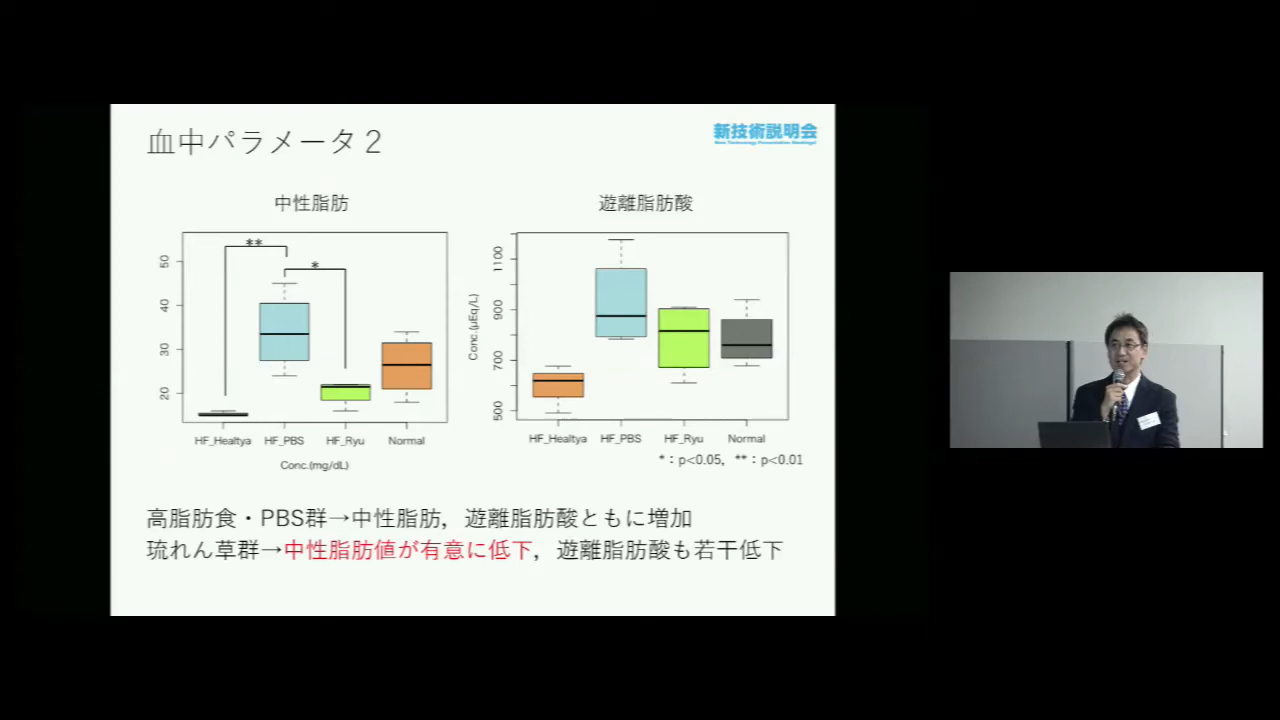 血中パラメータ２
新技術説明会
New Technology Presentation Meetings!
中性脂肪
遊離脂肪酸
**
*
50
40
30
20
HF_Healtya
HF_PBS
HF_Ryu
Normal
Conc.(mg/dL)
Conc.(μEq/L)
1100
900
700
500
HF_Healtya
HF_PBS
HF_Ryu
Normal
*：p<0.05, **：p<0.01
高脂肪食・PBS群→中性脂肪，遊離脂肪酸ともに増加
琉れん草群→中性脂肪値が有意に低下，遊離脂肪酸も若干低下